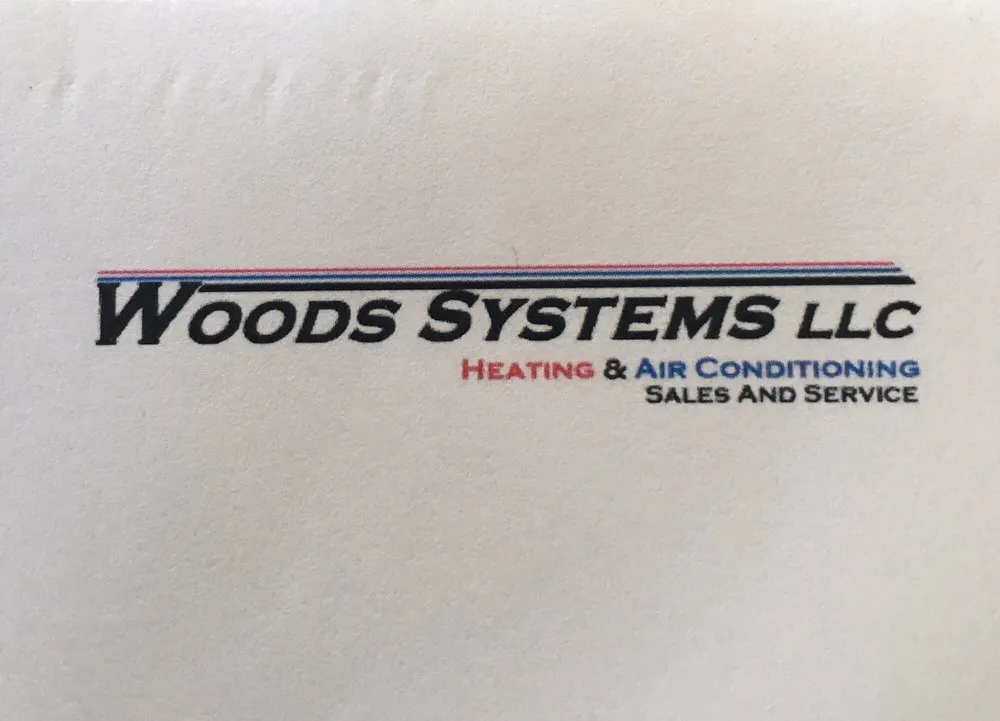 Woods Systems LLC
Heating & Air Conditioning
Sales And Service